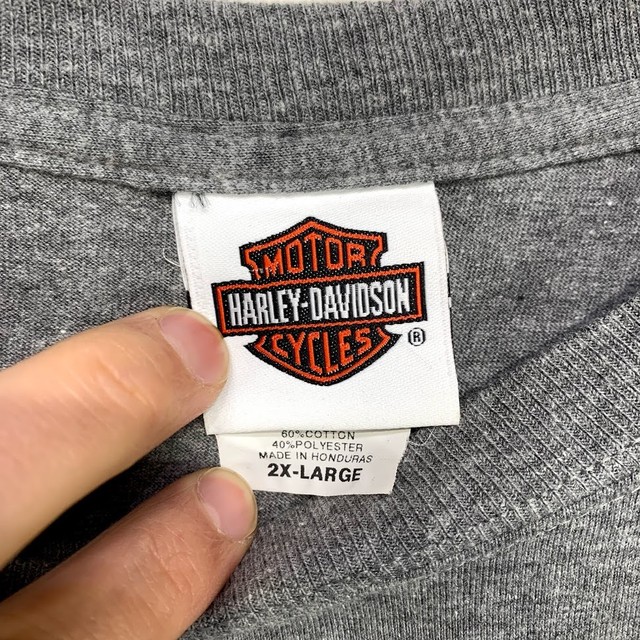 MOTOR
HARLEY-DAVIDSON
CYCLES
®
60%COTTON
40%POLYESTER
MADE IN HONDURAS
2X-LARGE